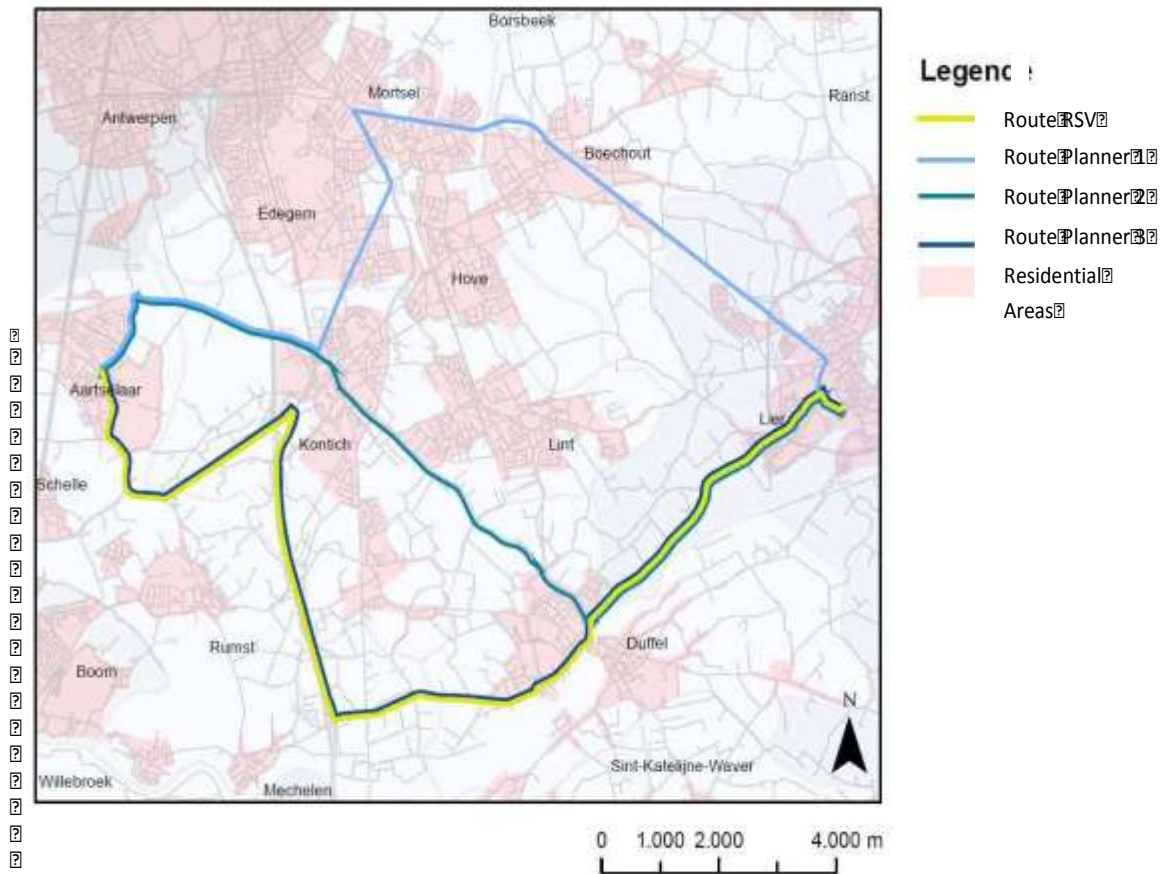 Borsbeek
Mortsel
Ranst
Antwerpen
Boechout
Edegem
Hove
Aartselaar
Lier
Kontich
Lint
Schelle
Rumst
Duffel
Boom
N
Sint-Katelijne-Waver
Willebroek
Mechelen
0 1.000 2.000 4.000 m
Legende
Route RSV
Route Planner 1
Route Planner 2
Route Planner 3
Residential
Areas